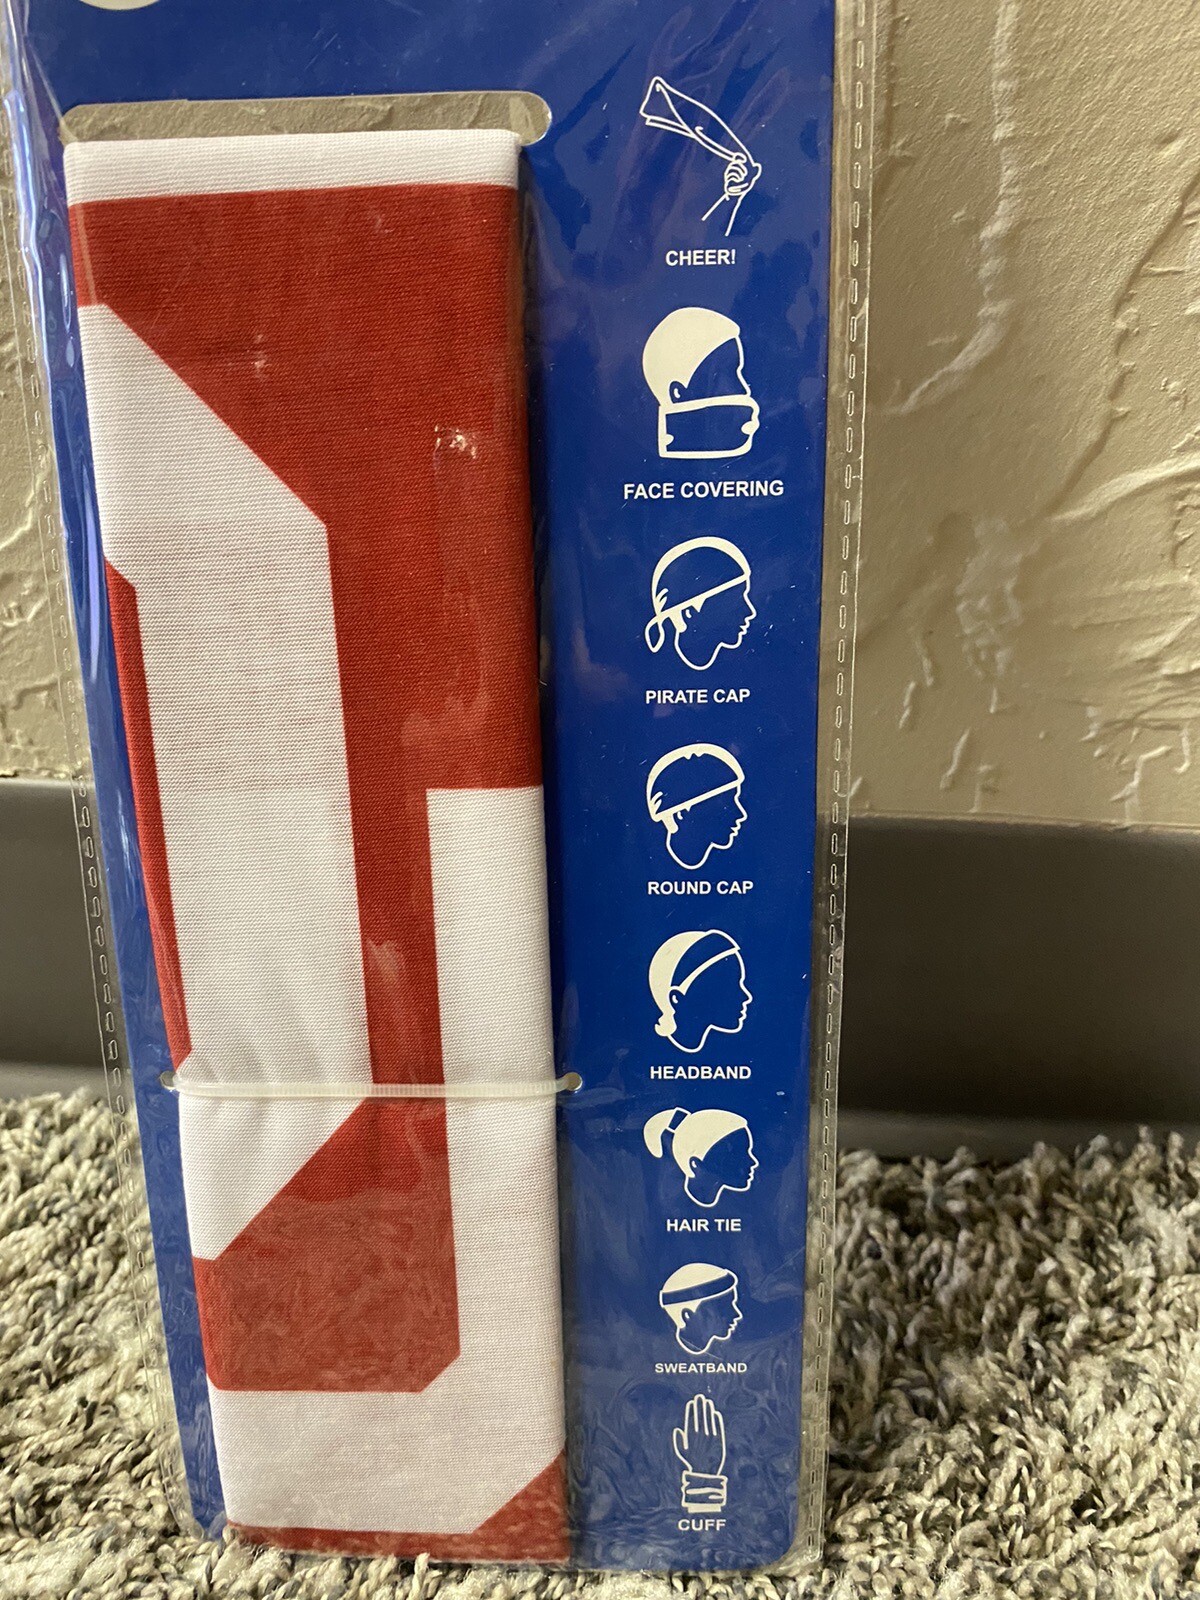 CHEER!
FACE COVERING
PIRATE CAP
ROUND CAP
HEADBAND
HAIR TIE
SWEATBAND
CUFF